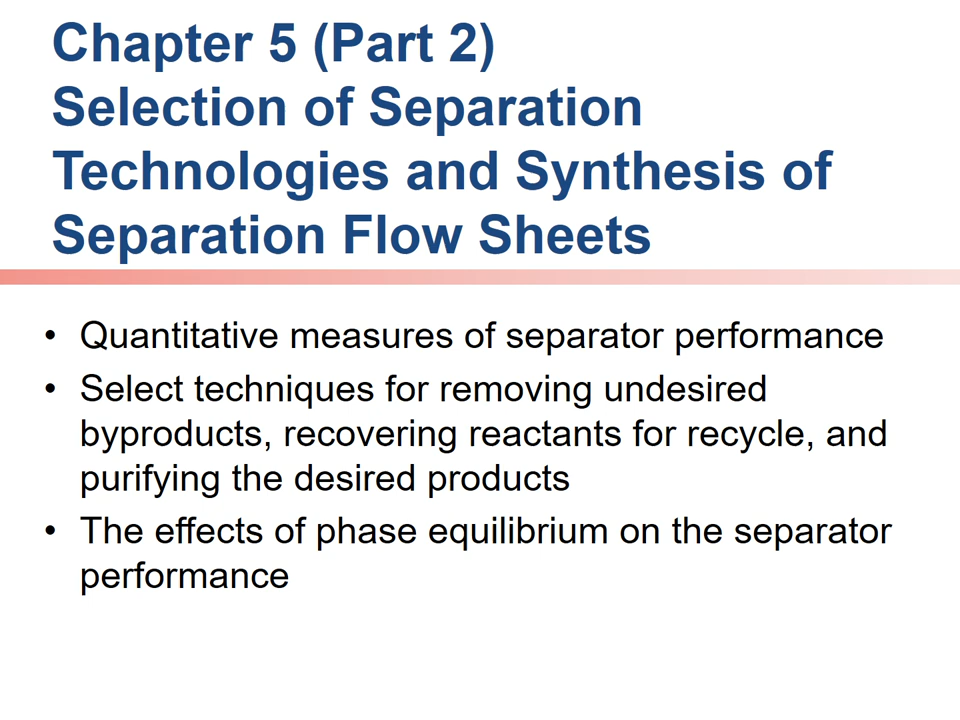 Chapter 5 (Part 2)
Selection of Separation
Technologies and Synthesis of
Separation Flow Sheets
• Quantitative measures of separator performance
• Select techniques for removing undesired
byproducts, recovering reactants for recycle, and
purifying the desired products
• The effects of phase equilibrium on the separator
performance